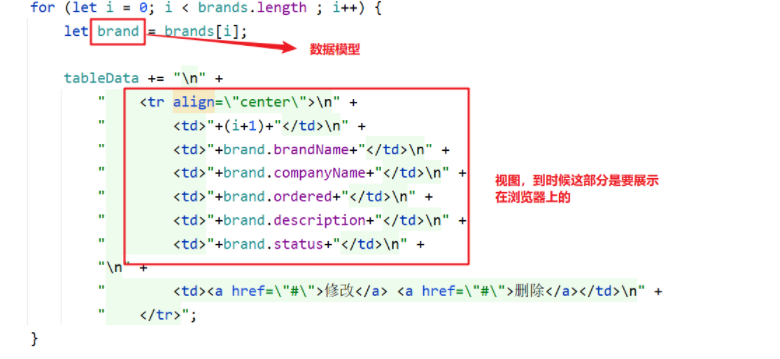 for (let i = 0; i < brands.length ; i++) {
let brand = brands[i];
数据模型
tableData += "\n" +
" <tr align=\"center\">\n" +
" <td>"+(i+1)+"</td>\n" +
" <td>"+brand.brandName+"</td>\n" +
" <td>"+brand.companyName+"</td>\n" +
" <td>"+brand.ordered+"</td>\n" +
" <td>"+brand.description+"</td>\n" +
" <td>"+brand.status+"</td>\n" +
视图，到时候这部分是要展示
在浏览器上的
"\n" +
" <td><a href=\"#\">修改</a> <a href=\"#\">删除</a></td>\n" +
" </tr>";
}